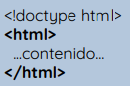 <!doctype html>
<html>
...contenido...
</html>